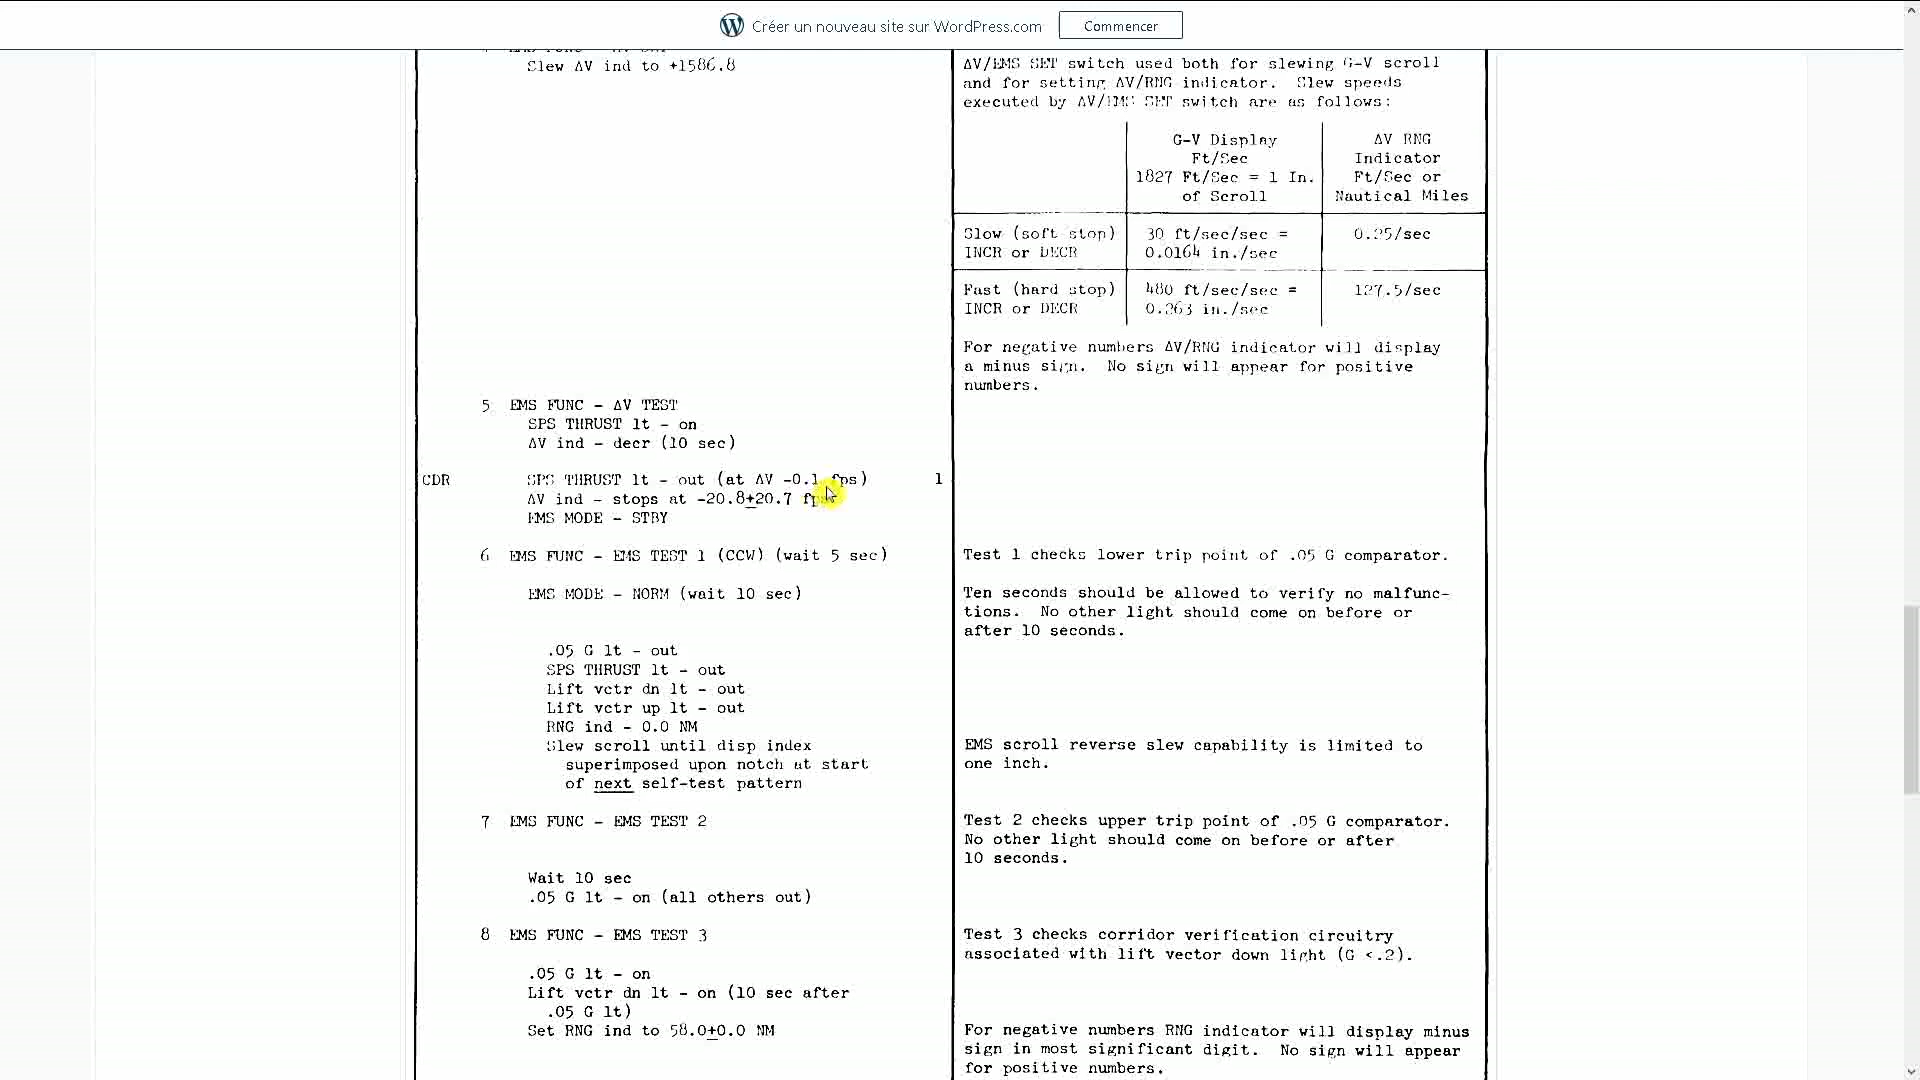 Créer un nouveau site sur WordPress.com
Commencer
Slew ΔV ind to +1586.8
ΔV/EMS SET switch used both for slewing G-V scroll
and for setting ΔV/RNG indicator. Slew speeds
executed by ΔV/EMS SET switch are as follows:
G-V Display
Ft/Sec
1827 Ft/Sec = 1 In.
of Scroll
ΔV RNG
Indicator
Ft/Sec or
Nautical Miles
Slow (soft stop)
INCR or DECR
30 ft/sec/sec =
0.0164 in./sec
0.25/sec
Fast (hard stop)
INCR or DECR
480 ft/sec/sec =
0.263 in./sec
127.5/sec
For negative numbers ΔV/RNG indicator will display
a minus sign. No sign will appear for positive
numbers.
5 EMS FUNC - ΔV TEST
SPS THRUST lt - on
ΔV ind - decr (10 sec)
CDR SPS THRUST lt - out (at ΔV -0.1 fps) 1
ΔV ind - stops at -20.8±20.7
EMS MODE - STBY
6 EMS FUNC - EMS TEST 1 (CCW) (wait 5 sec)
Test 1 checks lower trip point of .05 G comparator.
EMS MODE - NORM (wait 10 sec)
Ten seconds should be allowed to verify no malfunc-
tions. No other light should come on before or
after 10 seconds.
.05 G lt - out
SPS THRUST lt - out
Lift vctr dn lt - out
Lift vctr up lt - out
RNG ind - 0.0 NM
Slew scroll until disp index
superimposed upon notch at start
of next self-test pattern
EMS scroll reverse slew capability is limited to
one inch.
7 EMS FUNC - EMS TEST 2
Test 2 checks upper trip point of .05 G comparator.
No other light should come on before or after
10 seconds.
Wait 10 sec
.05 G lt - on (all others out)
8 EMS FUNC - EMS TEST 3
Test 3 checks corridor verification circuitry
associated with lift vector down light (G <.2).
.05 G lt - on
Lift vctr dn lt - on (10 sec after
.05 G lt)
Set RNG ind to 58.0±0.0 NM
For negative numbers RNG indicator will display minus
sign in most significant digit. No sign will appear
for positive numbers.